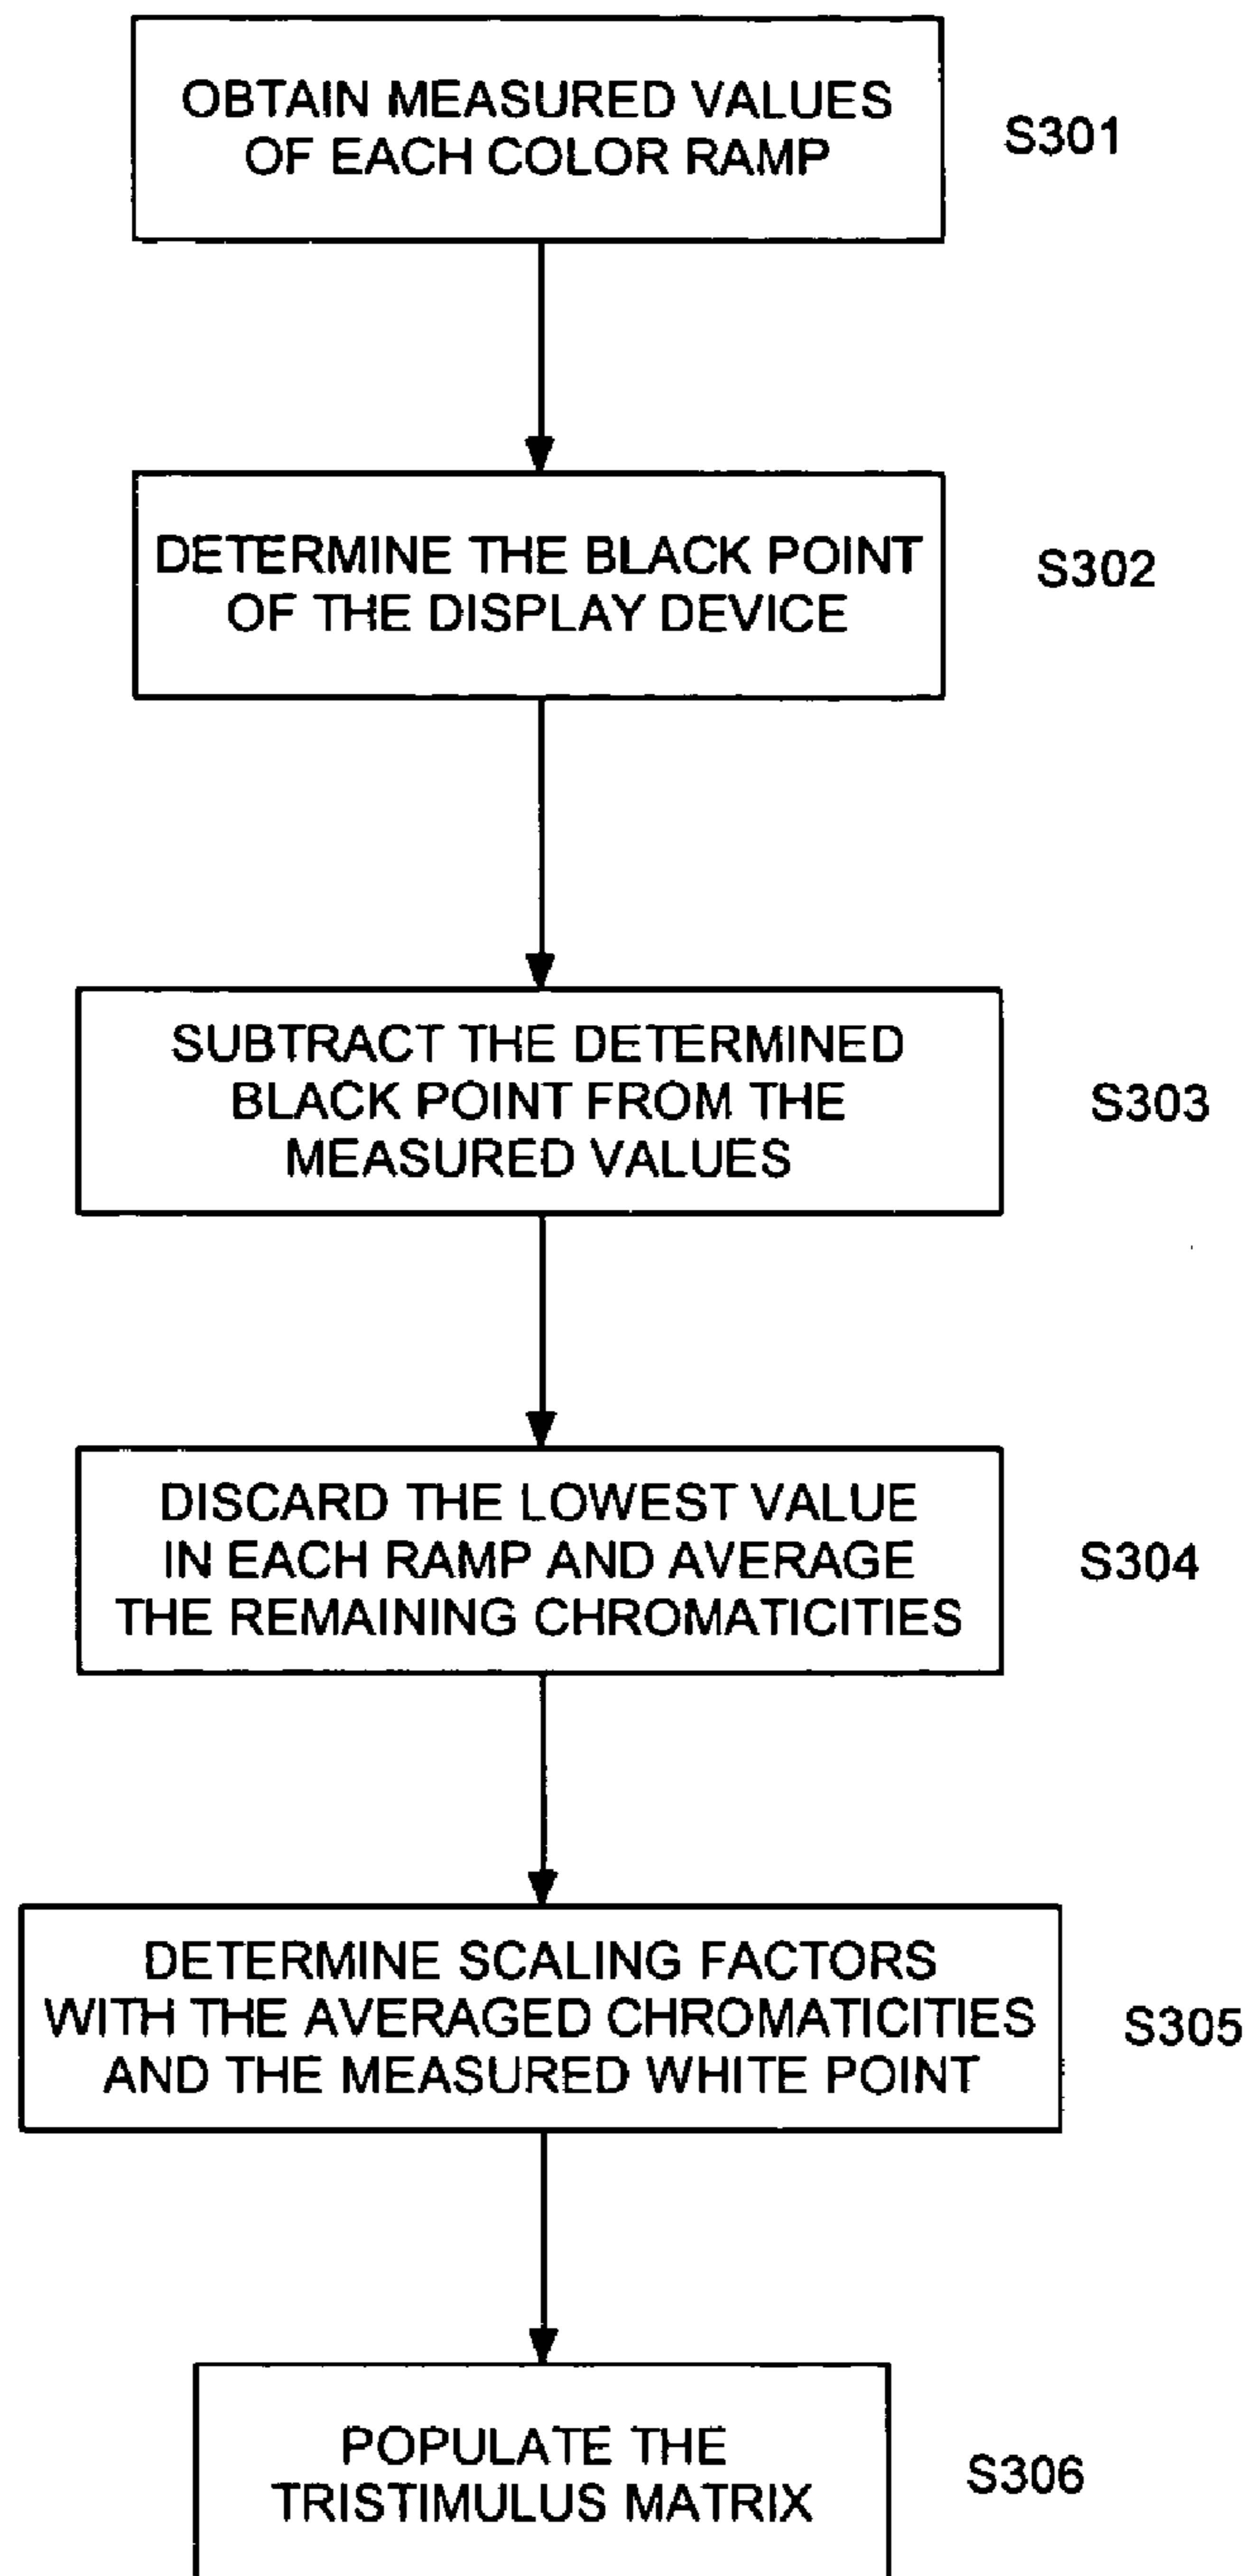 OBTAIN MEASURED VALUES
OF EACH COLOR RAMP
S301
DETERMINE THE BLACK POINT
OF THE DISPLAY DEVICE
S302
SUBTRACT THE DETERMINED
BLACK POINT FROM THE
MEASURED VALUES
S303
DISCARD THE LOWEST VALUE
IN EACH RAMP AND AVERAGE
THE REMAINING CHROMATICITIES
S304
DETERMINE SCALING FACTORS
WITH THE AVERAGED CHROMATICITIES
AND THE MEASURED WHITE POINT
S305
POPULATE THE
TRISTIMULUS MATRIX
S306